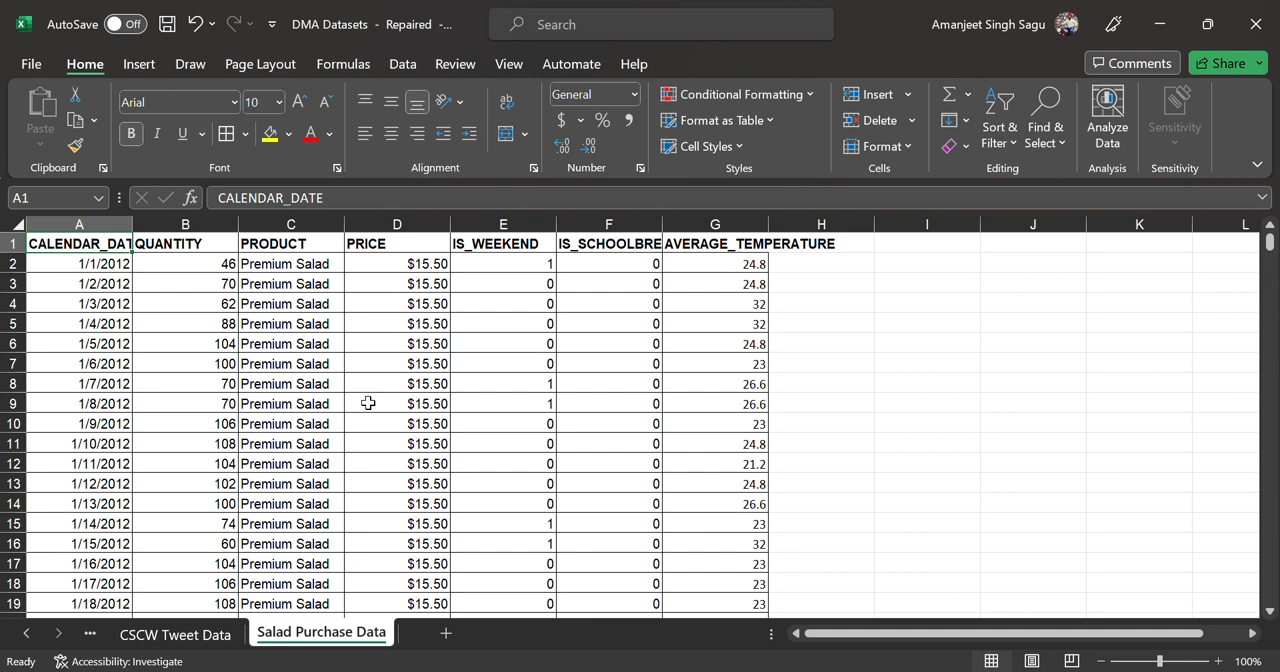 AutoSave Off DMA Datasets - Repaired -... Search Amanjeet Singh Sagu
File Home Insert Draw Page Layout Formulas Data Review View Automate Help Comments Share
Paste Arial 10 General Conditional Formatting Format as Table Cell Styles Insert Delete Format Sort & Filter Find & Select Analyze Data Sensitivity
Clipboard Font Alignment Number Styles Cells Editing Analysis Sensitivity
A1 fx CALENDAR_DATE
A B C D E F G H I J K L
1 CALENDAR_DAT QUANTITY PRODUCT PRICE IS_WEEKEND IS_SCHOOLBRE AVERAGE_TEMPERATURE
2 1/1/2012 46 Premium Salad $15.50 1 0 24.8
3 1/2/2012 70 Premium Salad $15.50 0 0 24.8
4 1/3/2012 62 Premium Salad $15.50 0 0 32
5 1/4/2012 88 Premium Salad $15.50 0 0 32
6 1/5/2012 104 Premium Salad $15.50 0 0 24.8
7 1/6/2012 100 Premium Salad $15.50 0 0 23
8 1/7/2012 70 Premium Salad $15.50 1 0 26.6
9 1/8/2012 70 Premium Salad $15.50 1 0 26.6
10 1/9/2012 106 Premium Salad $15.50 0 0 23
11 1/10/2012 108 Premium Salad $15.50 0 0 24.8
12 1/11/2012 104 Premium Salad $15.50 0 0 21.2
13 1/12/2012 102 Premium Salad $15.50 0 0 24.8
14 1/13/2012 100 Premium Salad $15.50 0 0 26.6
15 1/14/2012 74 Premium Salad $15.50 1 0 23
16 1/15/2012 60 Premium Salad $15.50 1 0 32
17 1/16/2012 104 Premium Salad $15.50 0 0 23
18 1/17/2012 106 Premium Salad $15.50 0 0 23
19 1/18/2012 108 Premium Salad $15.50 0 0 23
CSCW Tweet Data Salad Purchase Data
Ready Accessibility: Investigate 100%